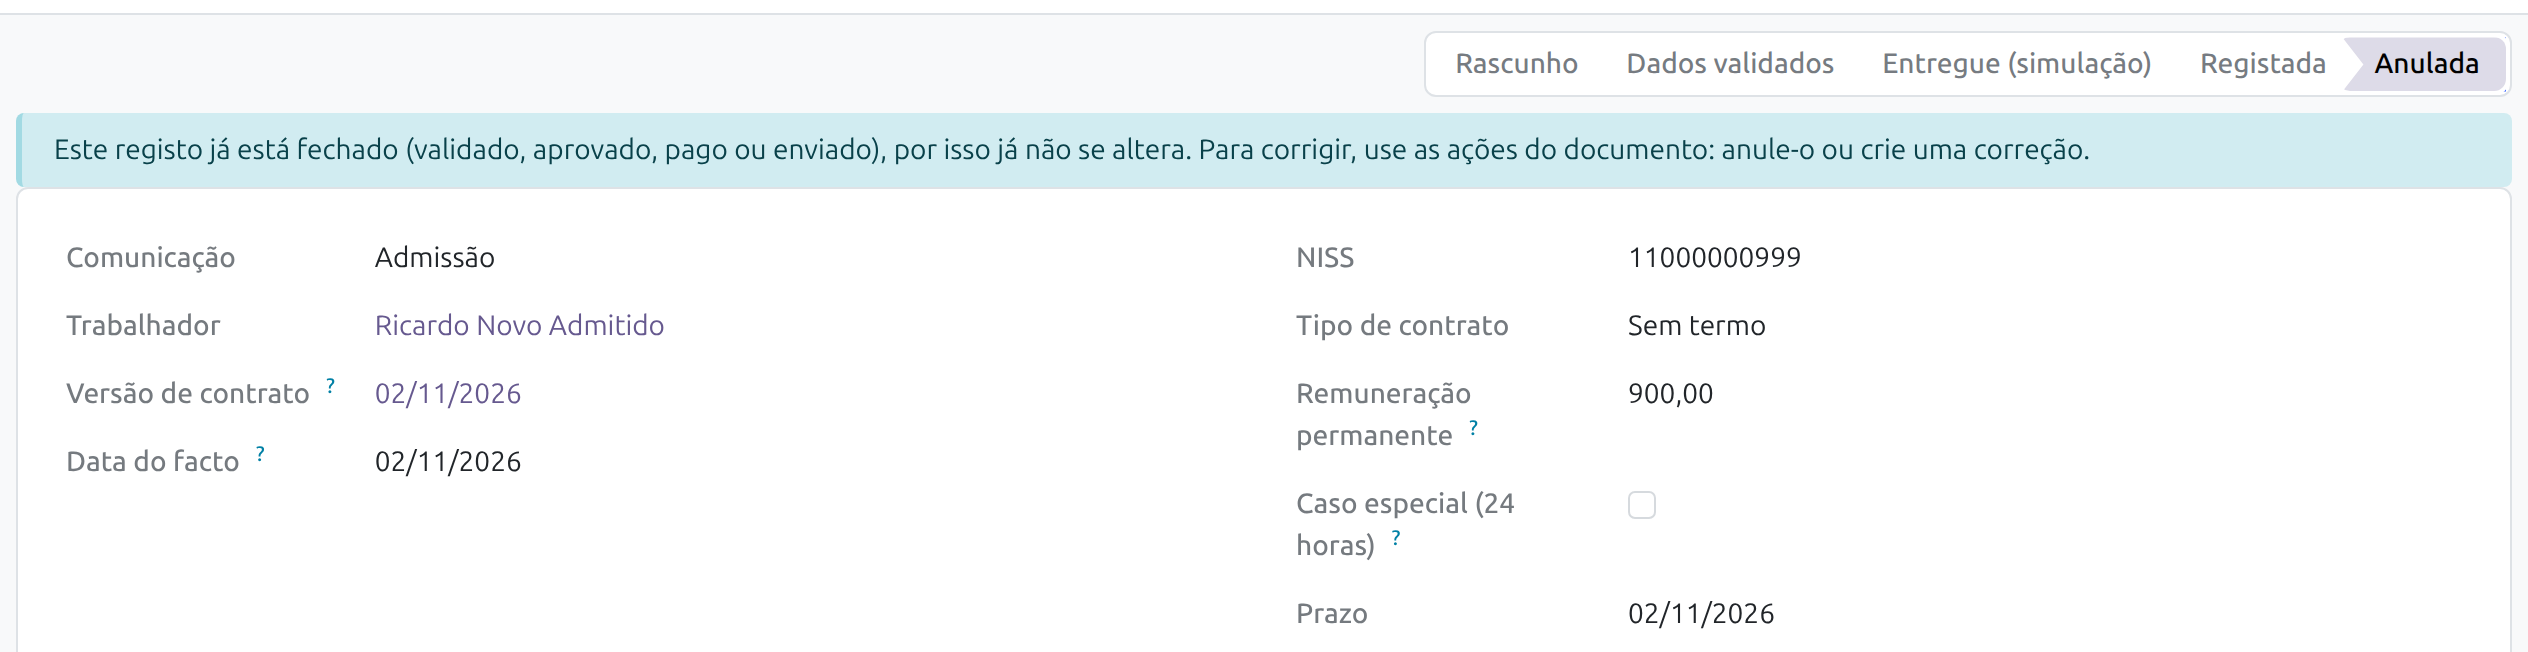 Rascunho Dados validados Entregue (simulação) Registada Anulada
Este registo já está fechado (validado, aprovado, pago ou enviado), por isso já não se altera. Para corrigir, use as ações do documento: anule-o ou crie uma correção.
Comunicação Admissão
Trabalhador Ricardo Novo Admitido
Versão de contrato ? 02/11/2026
Data do facto ? 02/11/2026
NISS 11000000999
Tipo de contrato Sem termo
Remuneração 900,00
permanente ?
Caso especial (24
horas) ?
Prazo 02/11/2026